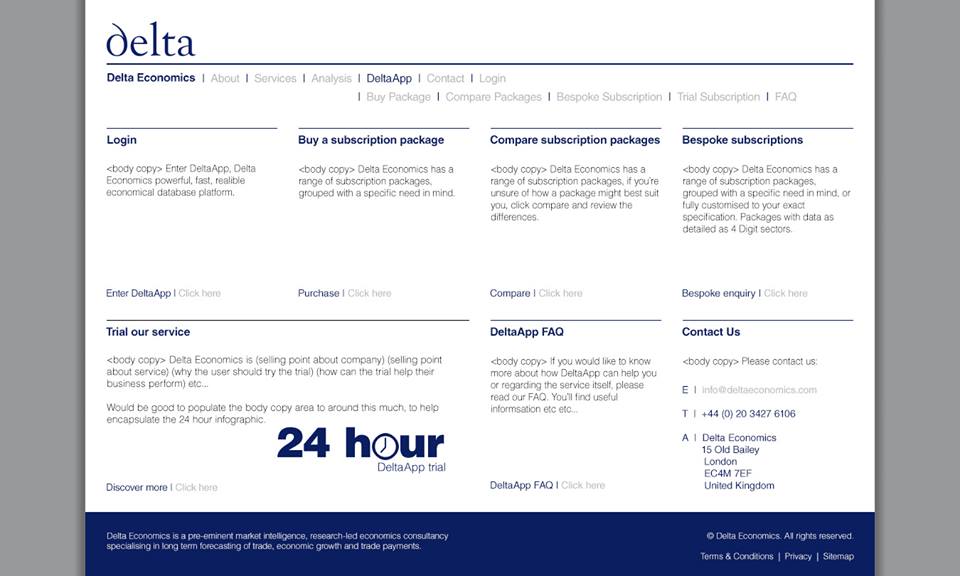 delta
Delta Economics | About | Services | Analysis | DeltaApp | Contact | Login
| Buy Package | Compare Packages | Bespoke Subscription | Trial Subscription | FAQ
Login
<body copy> Enter DeltaApp, Delta
Economics powerful, fast, realible
economical database platform.
Enter DeltaApp | Click here
Buy a subscription package
<body copy> Delta Economics has a
range of subscription packages,
grouped with a specific need in mind.
Purchase | Click here
Compare subscription packages
<body copy> Delta Economics has a
range of subscription packages, if you're
unsure of how a package might best suit
you, click compare and review the
differences.
Compare | Click here
Bespoke subscriptions
<body copy> Delta Economics has a
range of subscription packages,
grouped with a specific need in mind, or
fully customised to your exact
specification. Packages with data as
detailed as 4 Digit sectors.
Bespoke enquiry | Click here
Trial our service
<body copy> Delta Economics is (selling point about company) (selling point
about service) (why the user should try the trial) (how can the trial help their
business perform) etc...
Would be good to populate the body copy area to around this much, to help
encapsulate the 24 hour infographic.
24 hour
DeltaApp trial
Discover more | Click here
DeltaApp FAQ
<body copy> If you would like to know
more about how DeltaApp can help you
or regarding the service itself, please
read our FAQ. You'll find useful
informsation etc etc...
DeltaApp FAQ | Click here
Contact Us
<body copy> Please contact us:
E | info@deltaeconomics.com
T | +44 (0) 20 3427 6106
A | Delta Economics
15 Old Bailey
London
EC4M 7EF
United Kingdom
Delta Economics is a pre-eminent market intelligence, research-led economics consultancy
specialising in long term forecasting of trade, economic growth and trade payments.
© Delta Economics. All rights reserved.
Terms & Conditions | Privacy | Sitemap